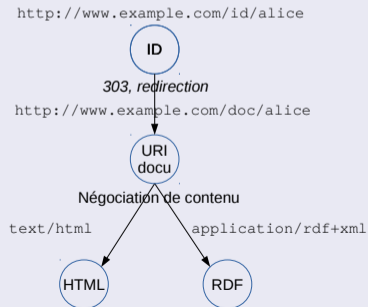 http://www.example.com/id/alice
ID
303, redirection
http://www.example.com/doc/alice
URI
docu
Négociation de contenu
text/html
application/rdf+xml
HTML
RDF